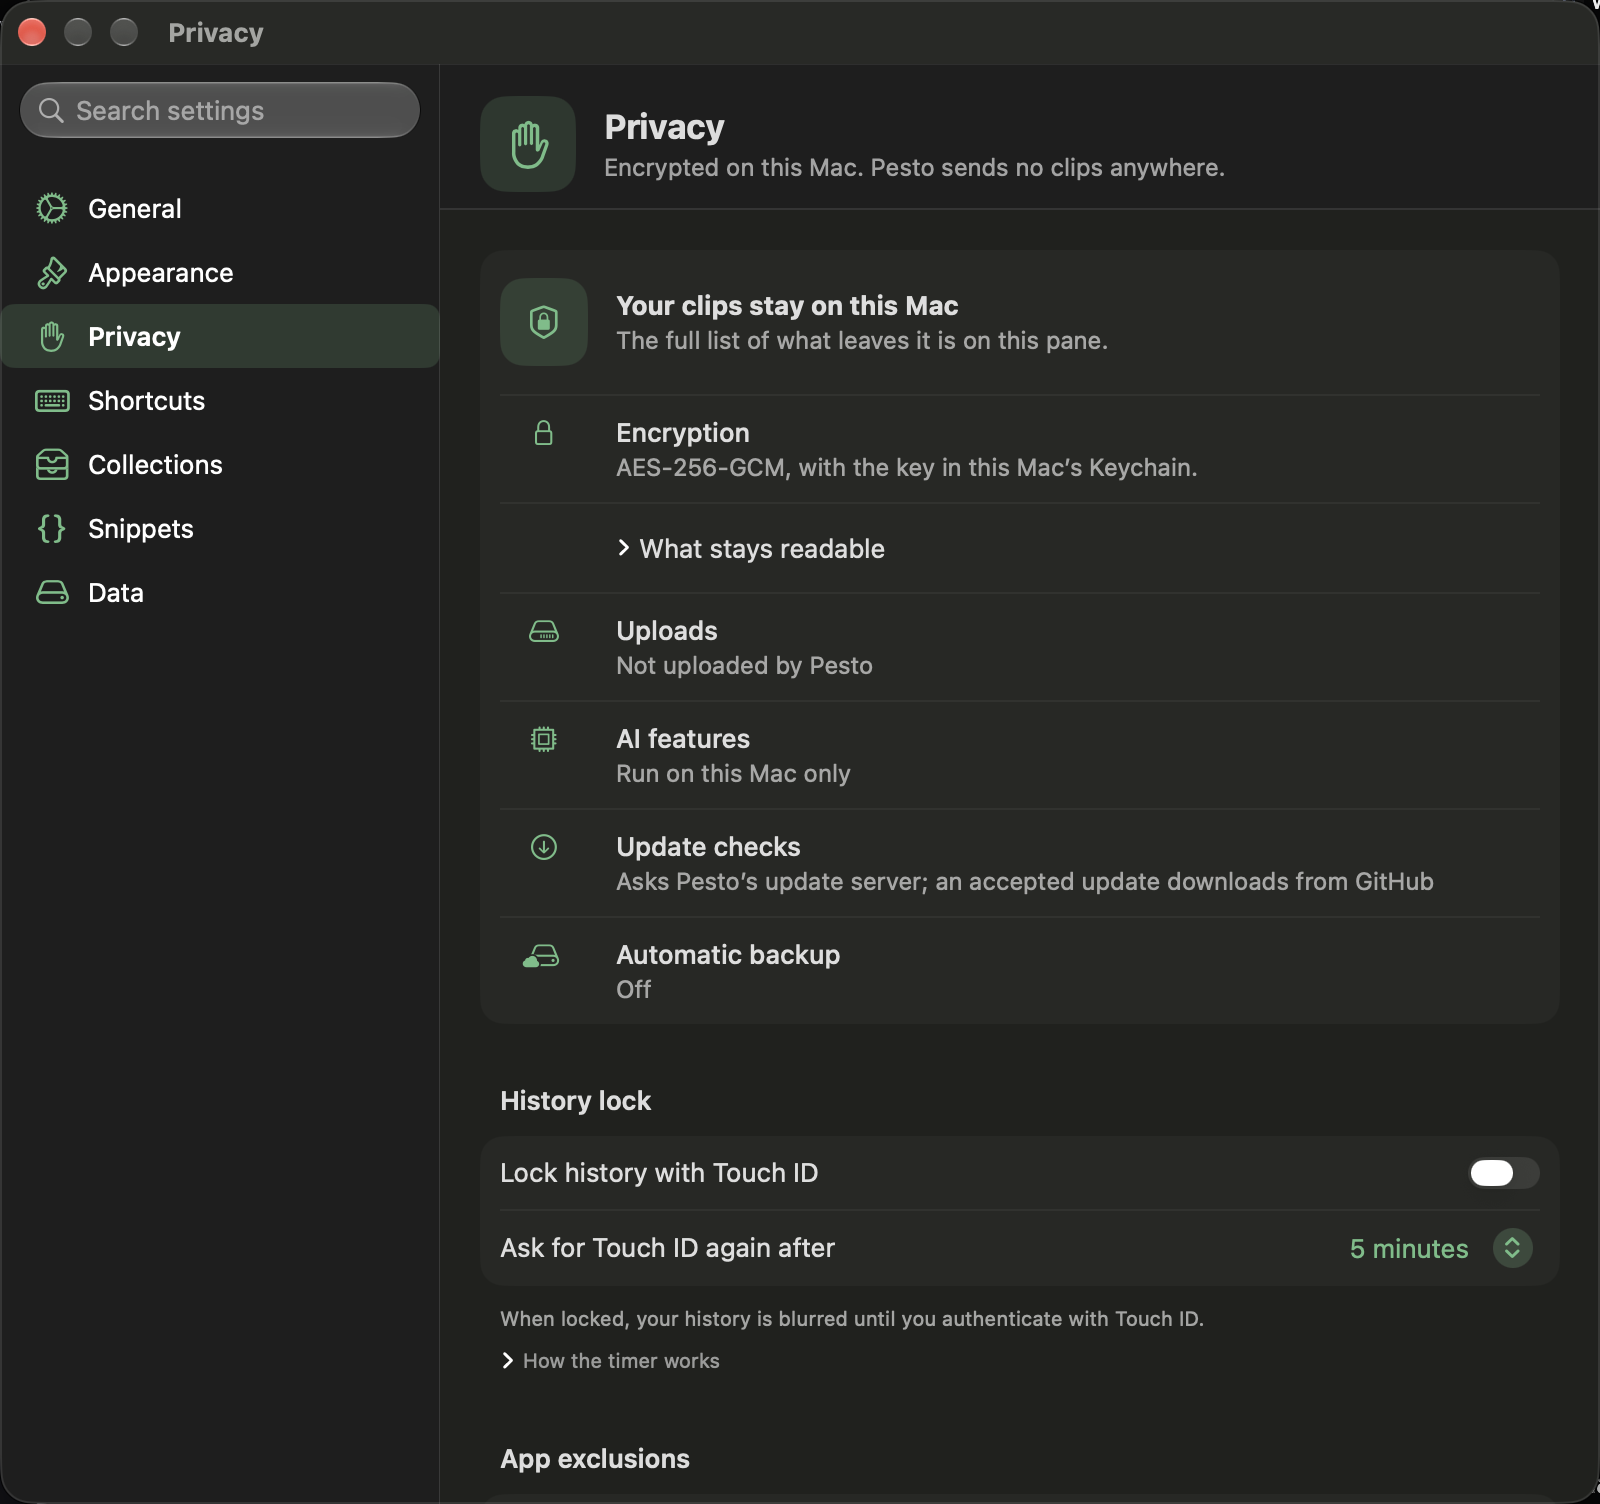 Privacy
Search settings
General
Appearance
Privacy
Shortcuts
Collections
Snippets
Data
Privacy
Encrypted on this Mac. Pesto sends no clips anywhere.
Your clips stay on this Mac
The full list of what leaves it is on this pane.
Encryption
AES-256-GCM, with the key in this Mac’s Keychain.
What stays readable
Uploads
Not uploaded by Pesto
AI features
Run on this Mac only
Update checks
Asks Pesto’s update server; an accepted update downloads from GitHub
Automatic backup
Off
History lock
Lock history with Touch ID
Ask for Touch ID again after
5 minutes
When locked, your history is blurred until you authenticate with Touch ID.
How the timer works
App exclusions